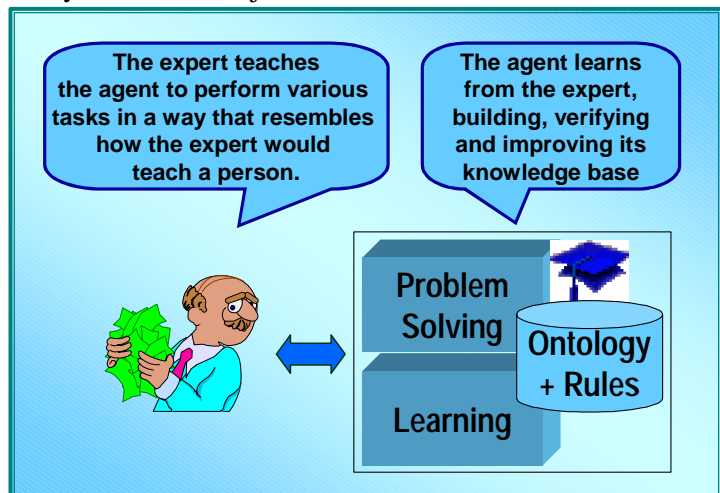 The expert teaches
the agent to perform various
tasks in a way that resembles
how the expert would
teach a person.
The agent learns
from the expert,
building, verifying
and improving its
knowledge base
Problem
Solving
Ontology
+ Rules
Learning